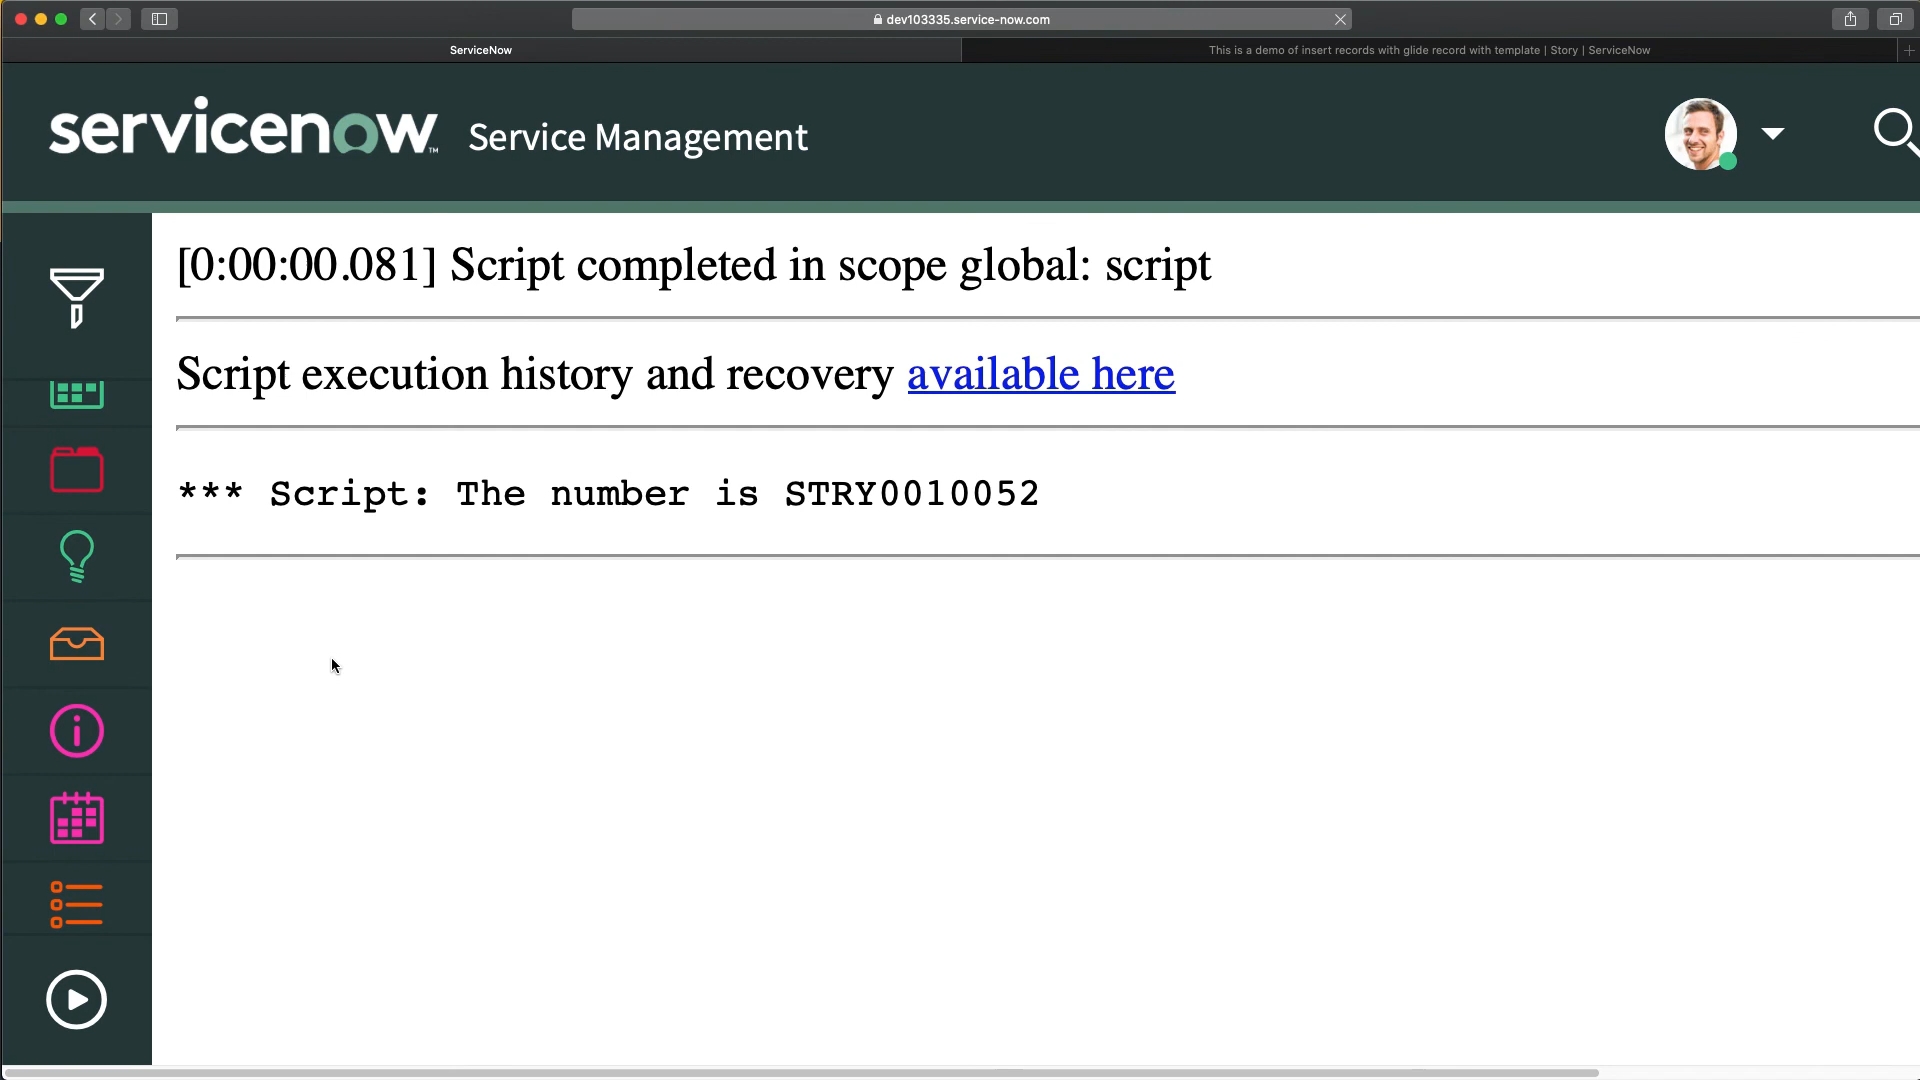 dev103335.service-now.com
ServiceNow
This is a demo of insert records with glide record with template | Story | ServiceNow
servicenow™ Service Management
[0:00:00.081] Script completed in scope global: script
Script execution history and recovery available here
*** Script: The number is STRY0010052